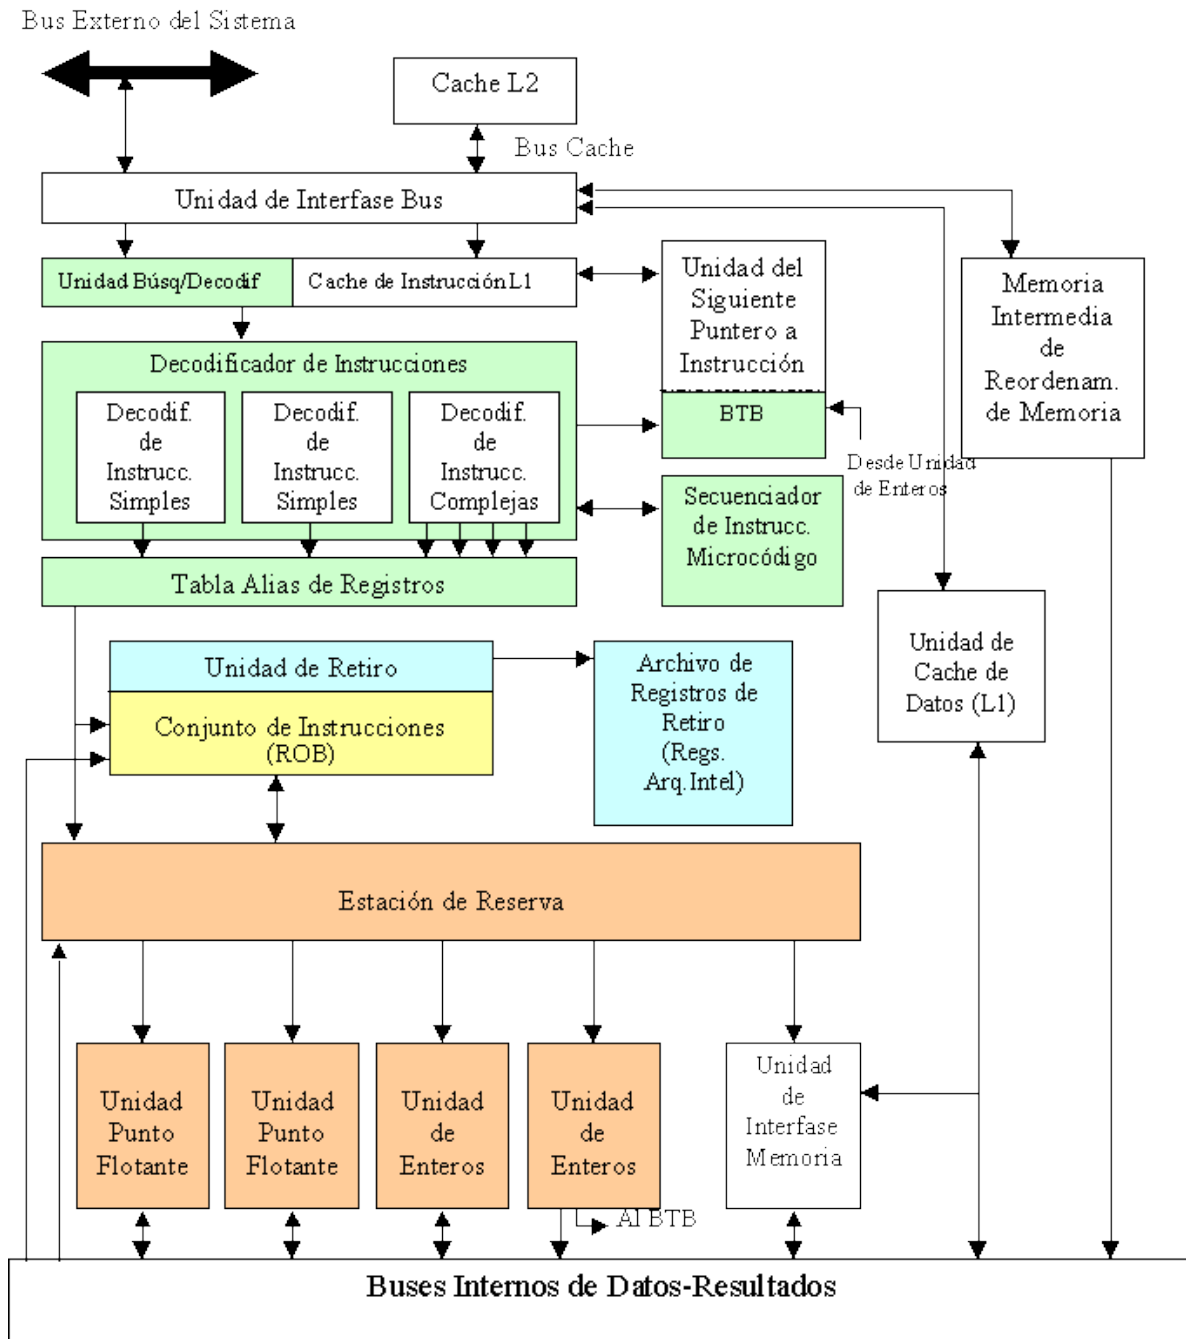 Bus Externo del Sistema
Cache L2
Bus Cache
Unidad de Interfase Bus
Unidad Búsq/Decodif
Cache de Instrucción L1
Unidad del
Siguiente
Puntero a
Instrucción
BTB
Memoria
Intermedia
de
Reordenam.
de Memoria
Decodificador de Instrucciones
Decodif.
de
Instrucc.
Simples
Decodif.
de
Instrucc.
Simples
Decodif.
de
Instrucc.
Complejas
Desde Unidad
de Enteros
Secuenciador
de Instrucc.
Microcódigo
Tabla Alias de Registros
Unidad de Cache de
Datos (L1)
Unidad de Retiro
Conjunto de Instrucciones
(ROB)
Archivo de
Registros de
Retiro
(Regs.
Arq.Intel)
Estación de Reserva
Unidad
Punto
Flotante
Unidad
Punto
Flotante
Unidad
de
Enteros
Unidad
de
Enteros
Unidad
de
Interfase
Memoria
Al BTB
Buses Internos de Datos-Resultados